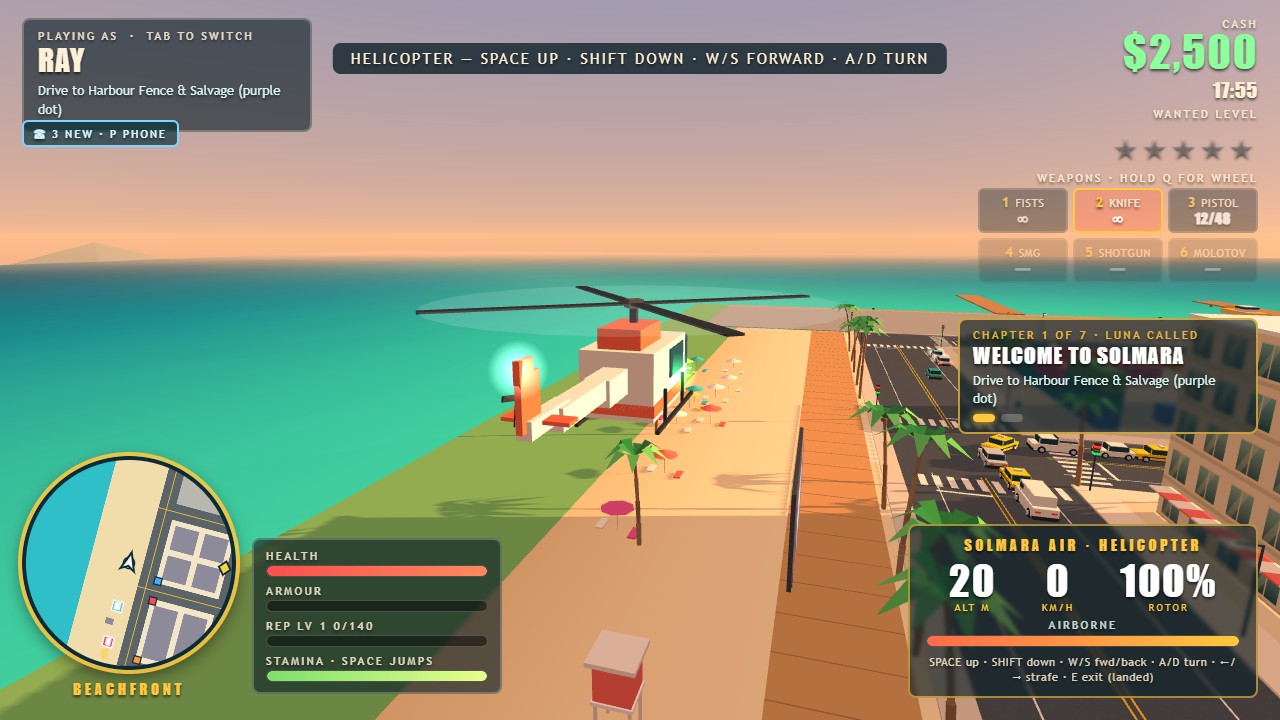 PLAYING AS · TAB TO SWITCH
RAY
Drive to Harbour Fence & Salvage (purple
dot)
☎ 3 NEW · P PHONE
HELICOPTER — SPACE UP · SHIFT DOWN · W/S FORWARD · A/D TURN
CASH
$2,500
17:55
WANTED LEVEL
★★★★★
WEAPONS · HOLD Q FOR WHEEL
1 FISTS
∞
2 KNIFE
∞
3 PISTOL
12/48
4 SMG
—
5 SHOTGUN
—
6 MOLOTOV
—
CHAPTER 1 OF 7 · LUNA CALLED
WELCOME TO SOLMARA
Drive to Harbour Fence & Salvage (purple
dot)
BEACHFRONT
HEALTH
ARMOUR
REP LV 1 0/140
STAMINA · SPACE JUMPS
SOLMARA AIR · HELICOPTER
20
ALT M
0
KM/H
100%
ROTOR
AIRBORNE
SPACE up · SHIFT down · W/S fwd/back · A/D turn · ←/
→ strafe · E exit (landed)